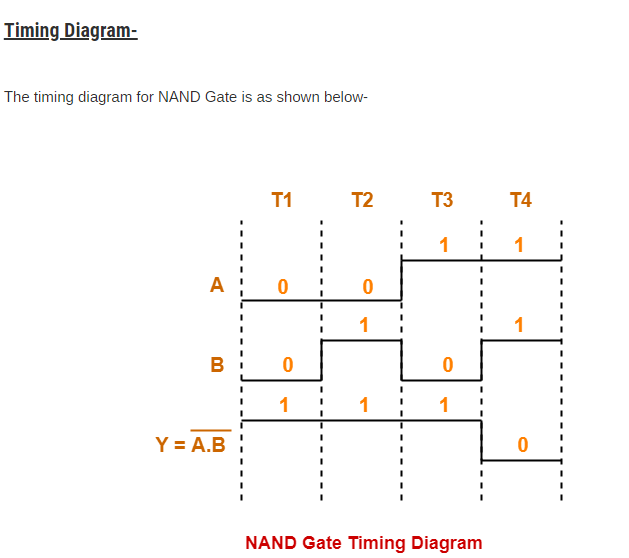 Timing Diagram-
The timing diagram for NAND Gate is as shown below-
T1 T2 T3 T4
1 1
A 0 0
1 1
B 0 0
1 1 1
Y = A.B 0
NAND Gate Timing Diagram